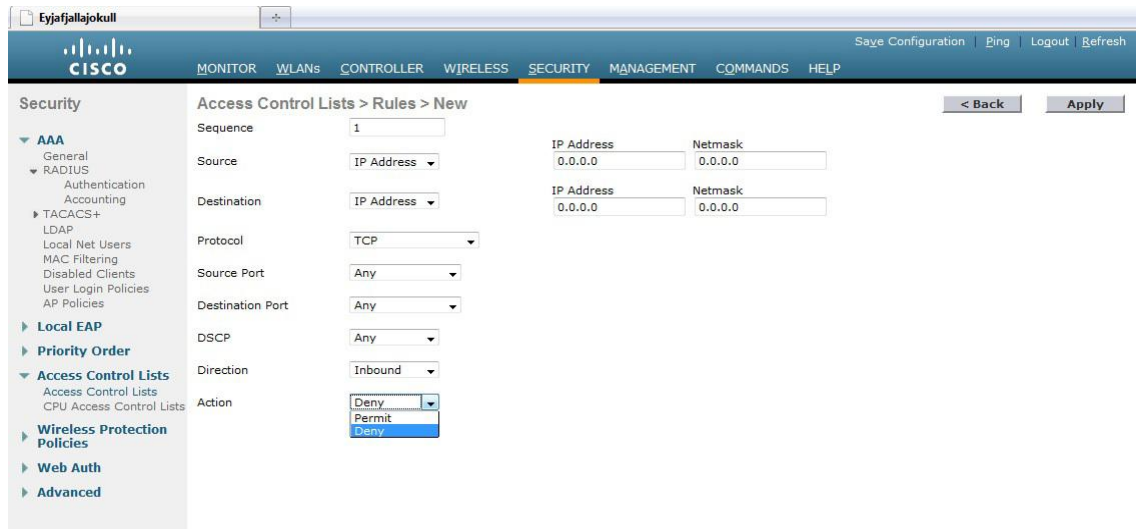 Eyjafjallajokull
Save Configuration | Ping | Logout | Refresh
CISCO
MONITOR WLANs CONTROLLER WIRELESS SECURITY MANAGEMENT COMMANDS HELP
Security
AAA
General
RADIUS
Authentication
Accounting
TACACS+
LDAP
Local Net Users
MAC Filtering
Disabled Clients
User Login Policies
AP Policies
Local EAP
Priority Order
Access Control Lists
Access Control Lists
CPU Access Control Lists
Wireless Protection
Policies
Web Auth
Advanced
Access Control Lists > Rules > New
< Back
Apply
Sequence 1
Source IP Address
IP Address Netmask
0.0.0.0 0.0.0.0
Destination IP Address
IP Address Netmask
0.0.0.0 0.0.0.0
Protocol TCP
Source Port Any
Destination Port Any
DSCP Any
Direction Inbound
Action Deny
Permit
Deny